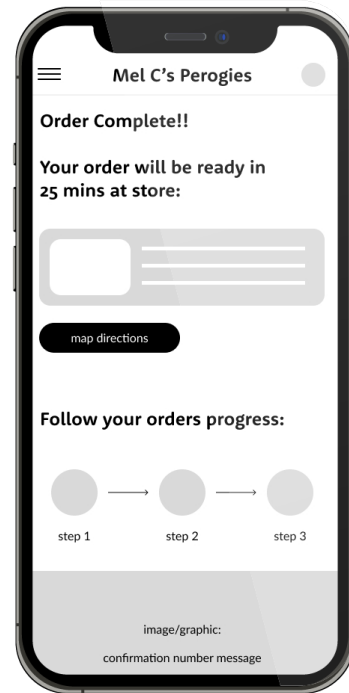 Mel C's Perogies
Order Complete!!
Your order will be ready in
25 mins at store:
map directions
Follow your orders progress:
step 1 step 2 step 3
image/graphic:
confirmation number message